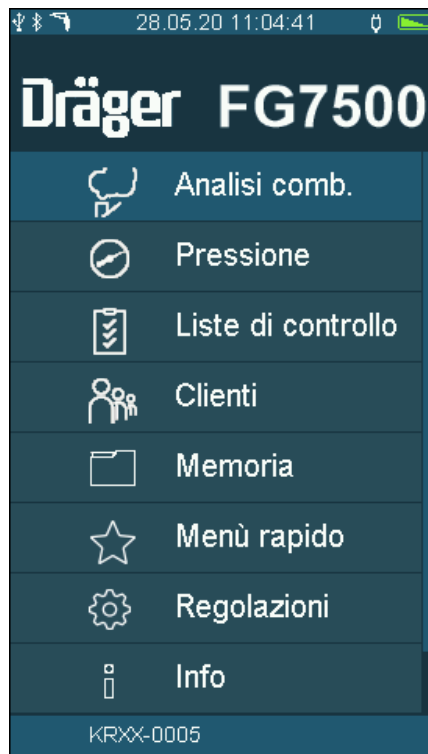 28.05.20 11:04:41
Dräger FG7500
Analisi comb.
Pressione
Liste di controllo
Clienti
Memoria
Menù rapido
Regolazioni
Info
KRXX-0005